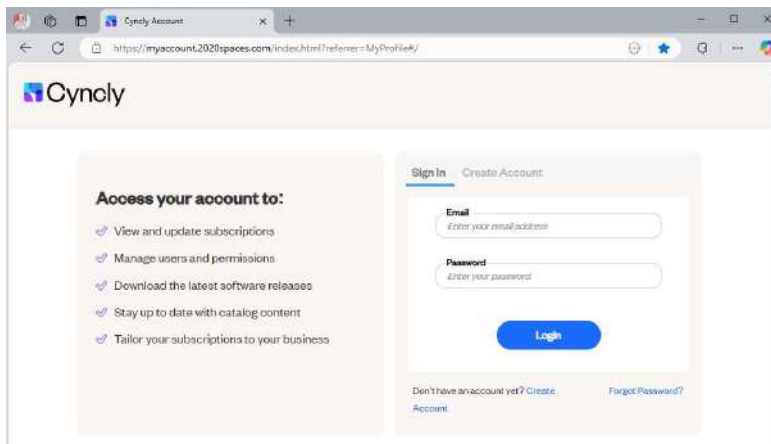 Cyncly Account
https://myaccount.2020spaces.com/index.html?referrer=MyProfile#/
Cyncly
Access your account to:
View and update subscriptions
Manage users and permissions
Download the latest software releases
Stay up to date with catalog content
Tailor your subscriptions to your business
Sign In Create Account
Email
Enter your email address
Password
Enter your password
Login
Don't have an account yet? Create
Account
Forgot Password?